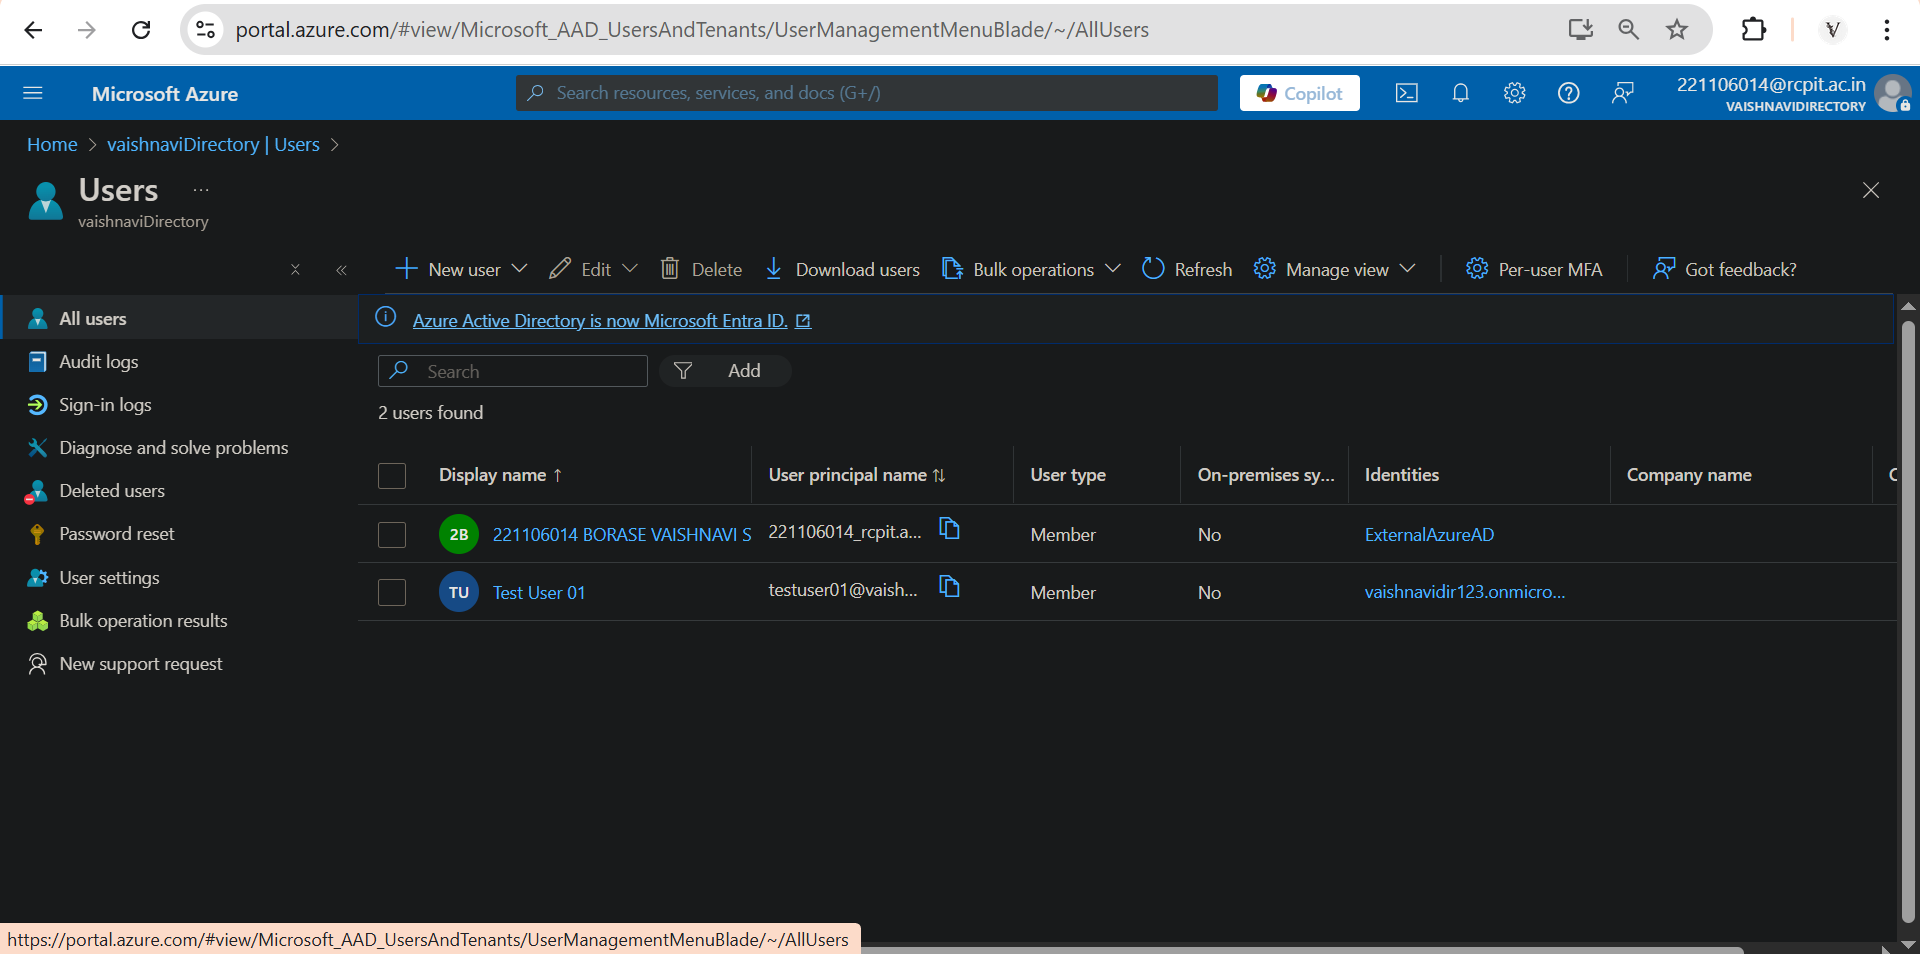 portal.azure.com/#view/Microsoft_AAD_UsersAndTenants/UserManagementMenuBlade/~/AllUsers
Microsoft Azure
Search resources, services, and docs (G+/)
Copilot
221106014@rcpit.ac.in
VAISHNAVIDIRECTORY
Home > vaishnaviDirectory | Users >
Users ...
vaishnaviDirectory
New user
Edit
Delete
Download users
Bulk operations
Refresh
Manage view
Per-user MFA
Got feedback?
All users
Audit logs
Sign-in logs
Diagnose and solve problems
Deleted users
Password reset
User settings
Bulk operation results
New support request
Azure Active Directory is now Microsoft Entra ID.
Search
Add
2 users found
Display name ↑ User principal name ↑↓ User type On-premises sy... Identities Company name
2B 221106014 BORASE VAISHNAVI S 221106014_rcpit.a... Member No ExternalAzureAD
TU Test User 01 testuser01@vaish... Member No vaishnavidir123.onmicro...
https://portal.azure.com/#view/Microsoft_AAD_UsersAndTenants/UserManagementMenuBlade/~/AllUsers